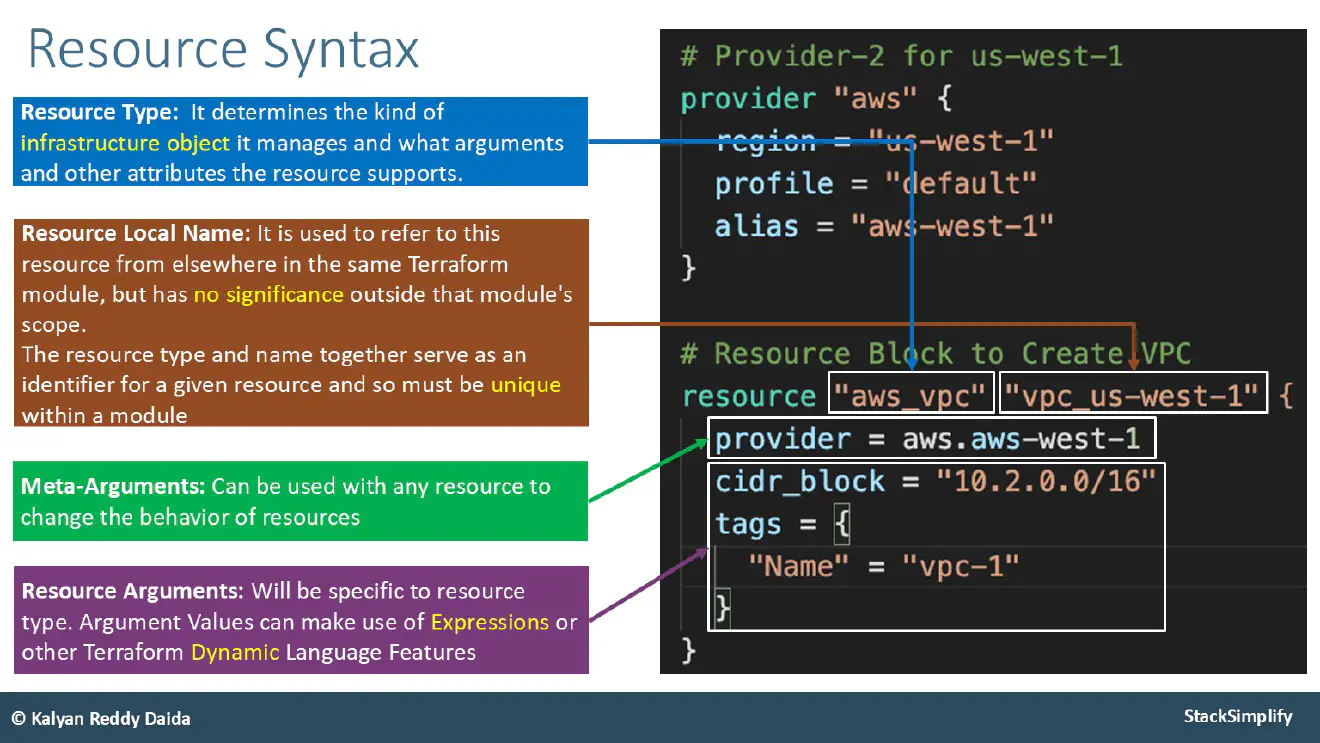 Resource Syntax
Resource Type: It determines the kind of
infrastructure object it manages and what arguments
and other attributes the resource supports.
Resource Local Name: It is used to refer to this
resource from elsewhere in the same Terraform
module, but has no significance outside that module's
scope.
The resource type and name together serve as an
identifier for a given resource and so must be unique
within a module
Meta-Arguments: Can be used with any resource to
change the behavior of resources
Resource Arguments: Will be specific to resource
type. Argument Values can make use of Expressions or
other Terraform Dynamic Language Features
# Provider-2 for us-west-1
provider "aws" {
region = "us-west-1"
profile = "default"
alias = "aws-west-1"
}
# Resource Block to Create VPC
resource "aws_vpc" "vpc_us-west-1" {
provider = aws.aws-west-1
cidr_block = "10.2.0.0/16"
tags = {
"Name" = "vpc-1"
}
}
© Kalyan Reddy Daida
StackSimplify